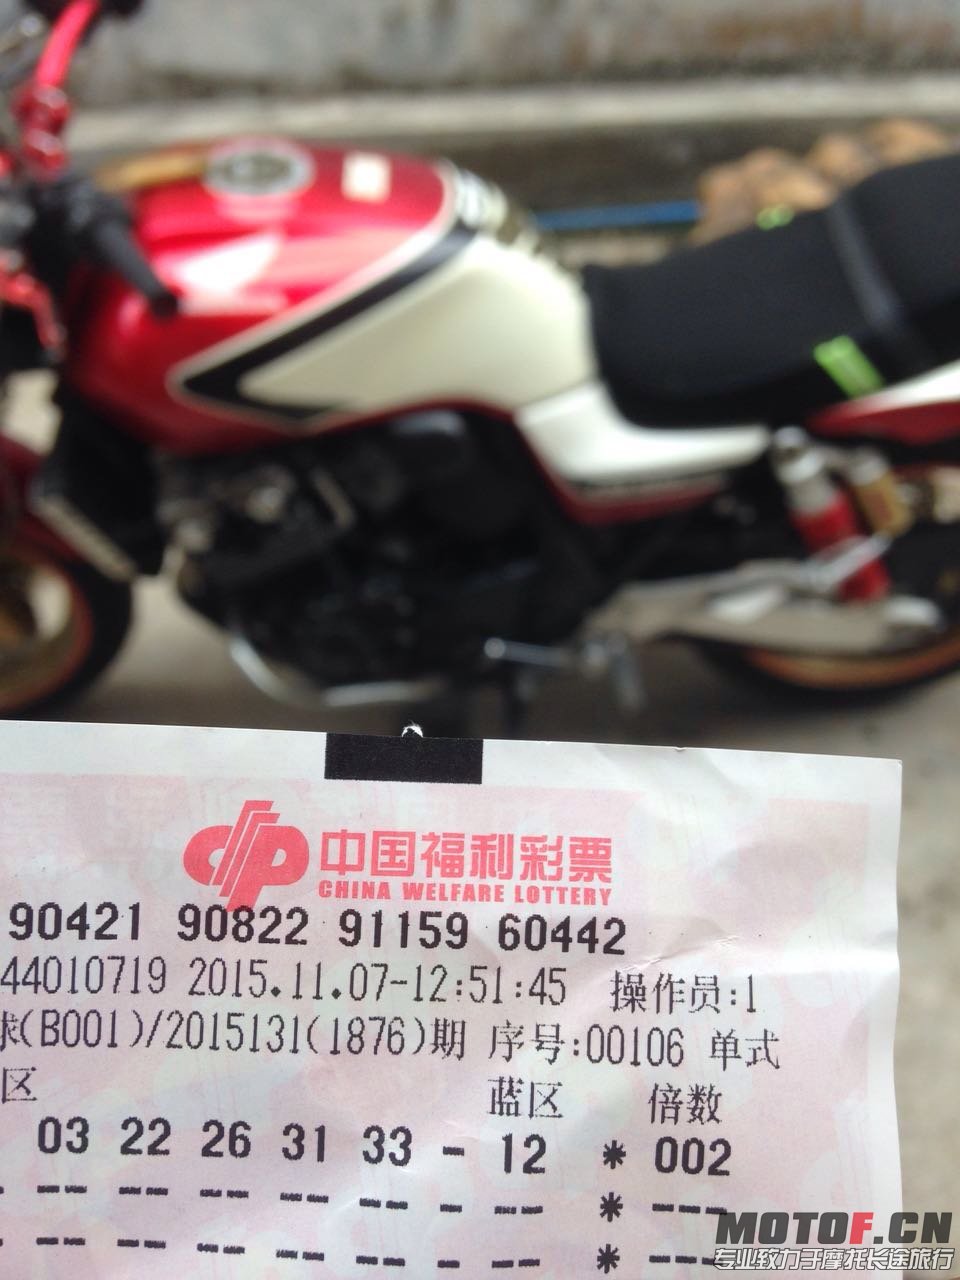 中国福利彩票
CHINA WELFARE LOTTERY
90421 90822 91159 60442
44010719 2015.11.07-12:51:45 操作员:1
球(B001)/2015131(1876)期 序号:00106 单式
区 蓝区 倍数
03 22 26 31 33 - 12 * 002
-- -- -- -- -- - -- * ---
-- -- -- -- -- - -- * ---
MOTOF.CN
专业致力于摩托长途旅行